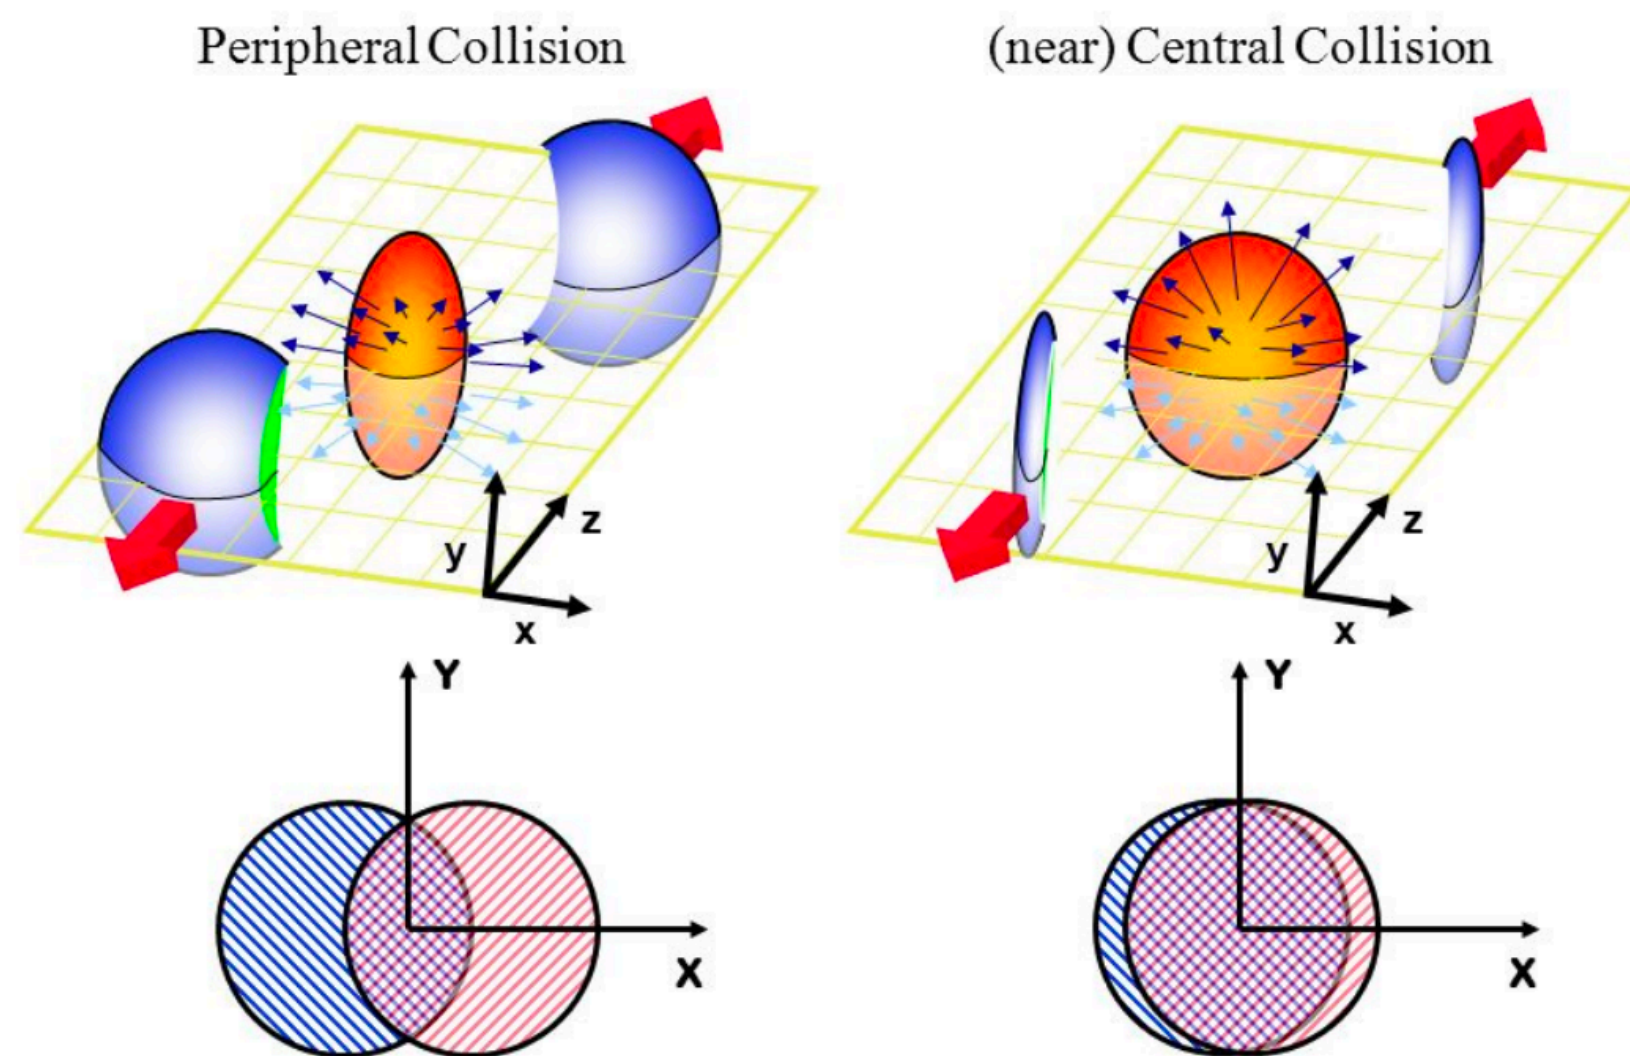 Peripheral Collision
(near) Central Collision
y
z
x
y
z
x
Y
X
Y
X